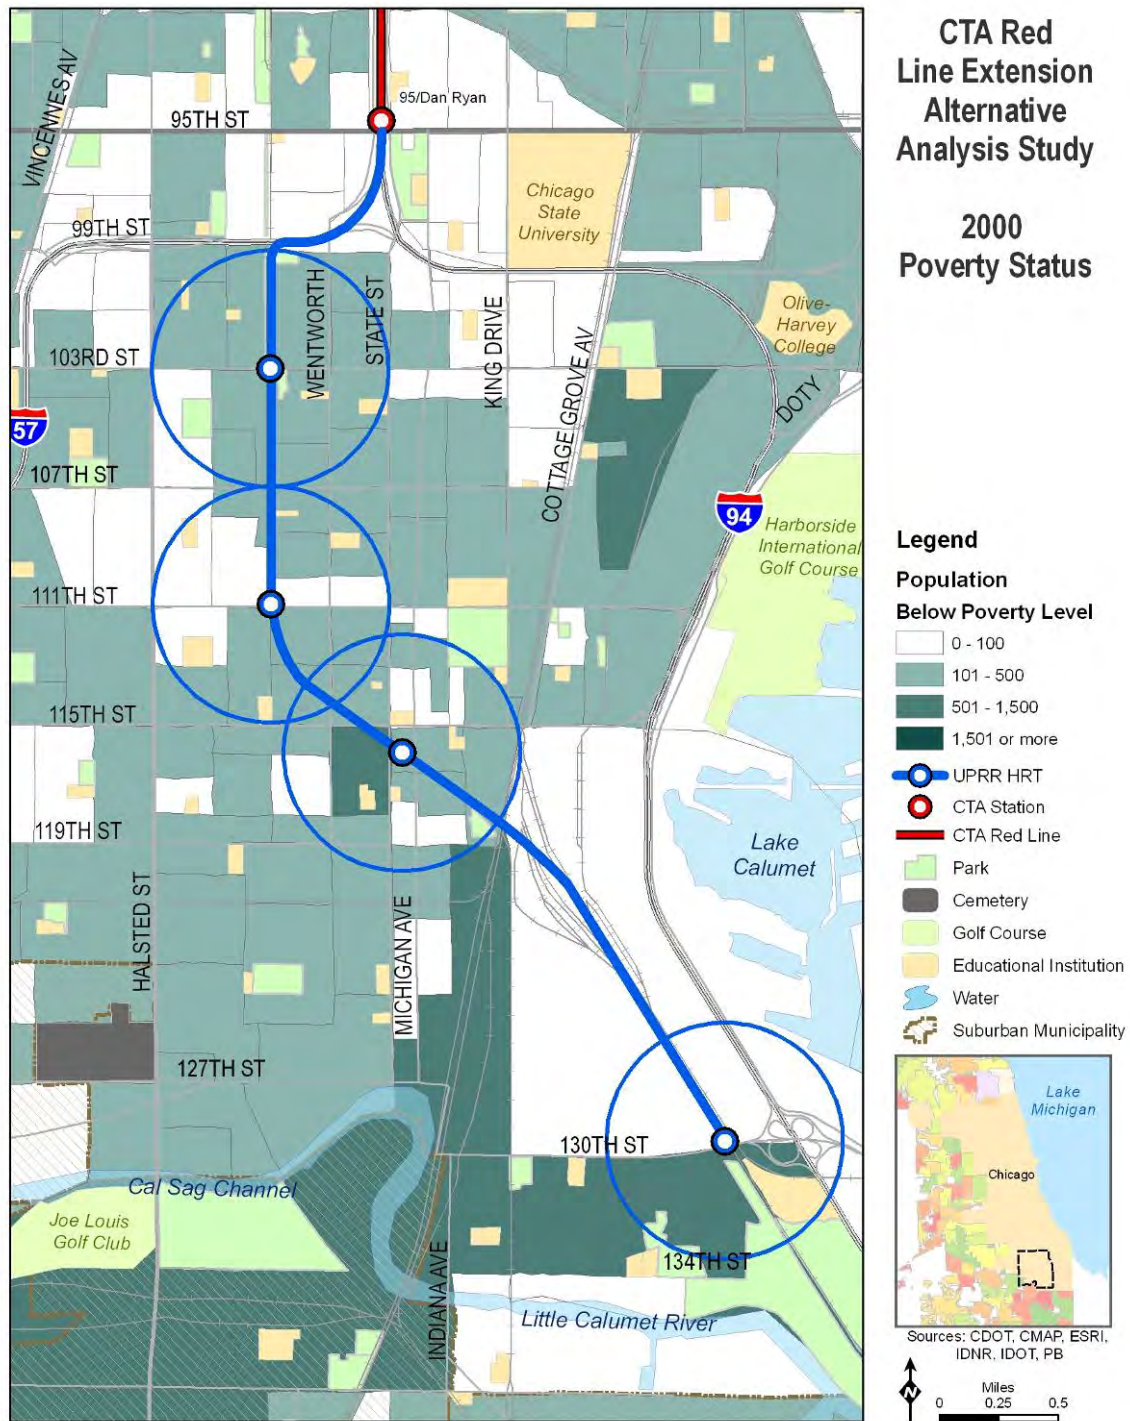 CTA Red
Line Extension
Alternative
Analysis Study
2000
Poverty Status
VINCENNES AV
95TH ST
95/Dan Ryan
Chicago
State
University
99TH ST
WENTWORTH
STATE ST
KING DRIVE
COTTAGE GROVE AV
Olive-
Harvey
College
103RD ST
DOTY
57
107TH ST
94
Harborside
International
Golf Course
111TH ST
115TH ST
119TH ST
Lake
Calumet
HALSTED ST
MICHIGAN AVE
127TH ST
130TH ST
Cal Sag Channel
Joe Louis
Golf Club
134TH ST
INDIANA AVE
Little Calumet River
Legend
Population
Below Poverty Level
0 - 100
101 - 500
501 - 1,500
1,501 or more
UPRR HRT
CTA Station
CTA Red Line
Park
Cemetery
Golf Course
Educational Institution
Water
Suburban Municipality
Lake
Michigan
Chicago
Sources: CDOT, CMAP, ESRI,
IDNR, IDOT, PB
N
Miles
0 0.25 0.5